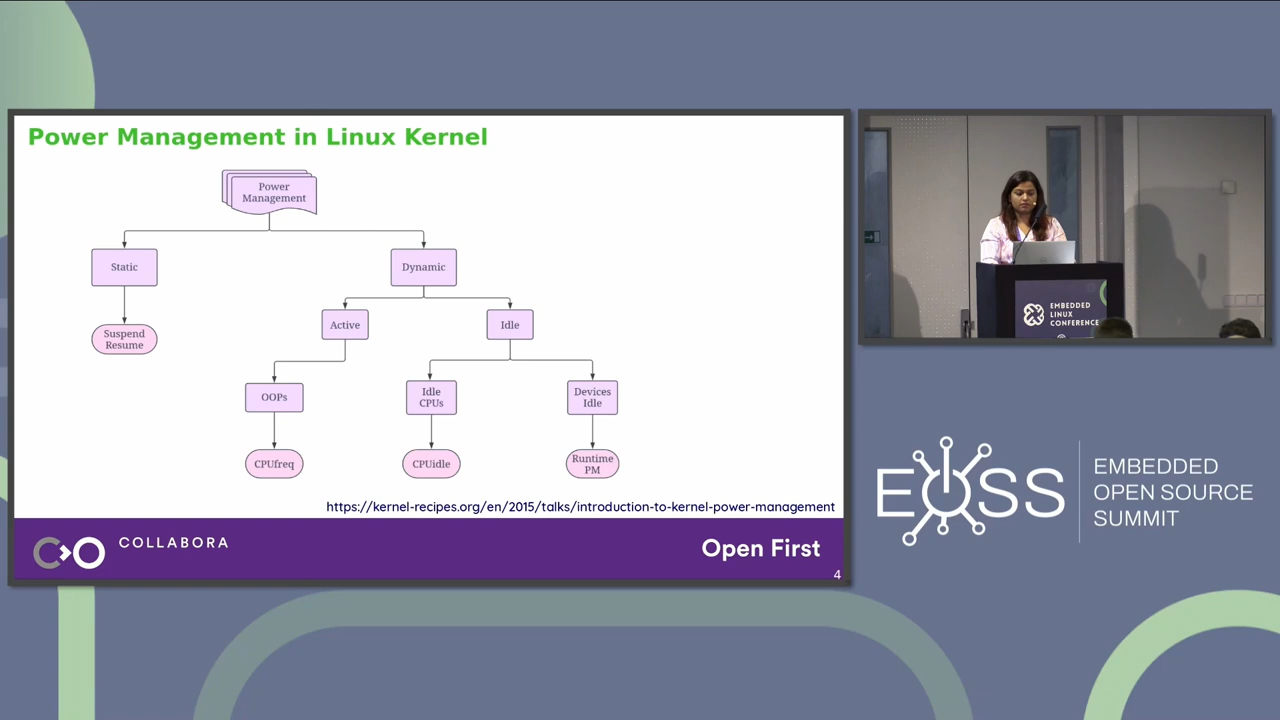 Power Management in Linux Kernel
Power
Management
Static
Dynamic
Suspend
Resume
Active
Idle
OOPs
Idle
CPUs
Devices
Idle
CPUfreq
CPUidle
Runtime
PM
https://kernel-recipes.org/en/2015/talks/introduction-to-kernel-power-management
COLLABORA
Open First
4
EMBEDDED
LINUX
CONFERENCE
EOSS
EMBEDDED
OPEN SOURCE
SUMMIT